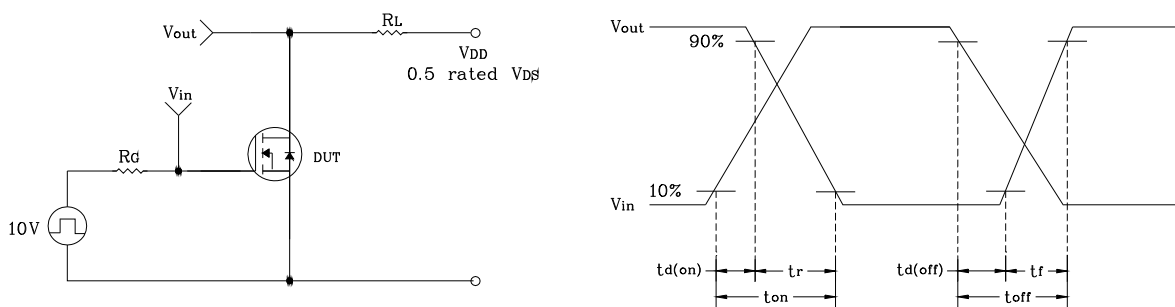 Vout
RL
VDD
0.5 rated VDS
Vin
RG
DUT
10V
Vout
90%
10%
Vin
td(on)
tr
td(off)
tf
ton
toff